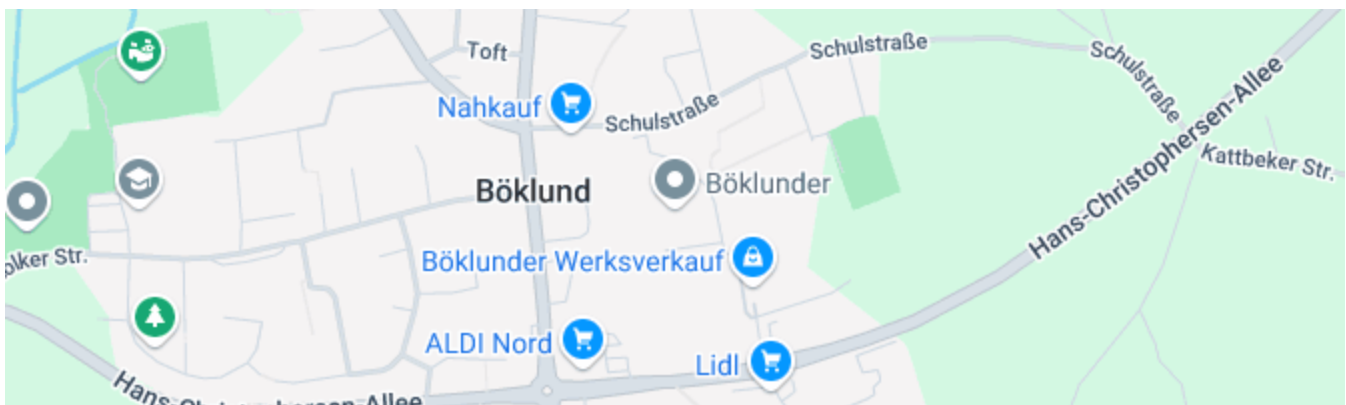 Toft
Schulstraße
Schulstraße
Nahkauf
Schulstraße
Kattbeker Str.
Böklunder
Böklund
Hans-Christophersen-Allee
Böklunder Werksverkauf
ALDI Nord
Lidl